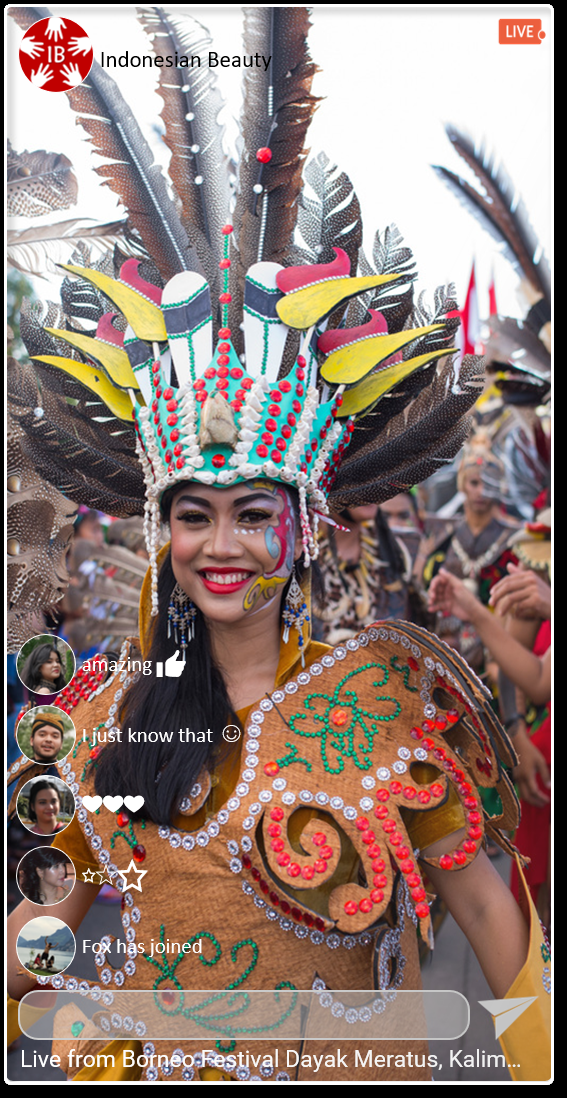 IB
Indonesian Beauty
LIVE
amazing
I just know that
Fox has joined
Live from Borneo Festival Dayak Meratus, Kalim...